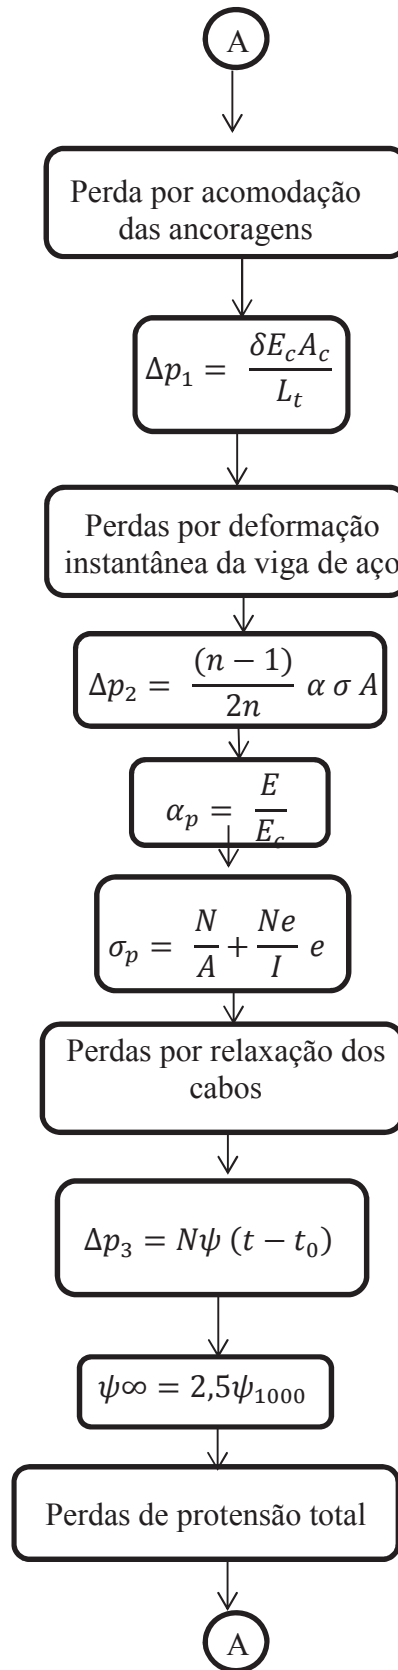 A
Perda por acomodação
das ancoragens
Δp₁ = δE_cA_c / L_t
Perdas por deformação
instantânea da viga de aço
Δp₂ = (n − 1) / 2n α σ A
α_p = E / E_c
σ_p = N / A + Ne / I e
Perdas por relaxação dos
cabos
Δp₃ = Nψ (t − t₀)
ψ∞ = 2,5ψ₁₀₀₀
Perdas de protensão total
A